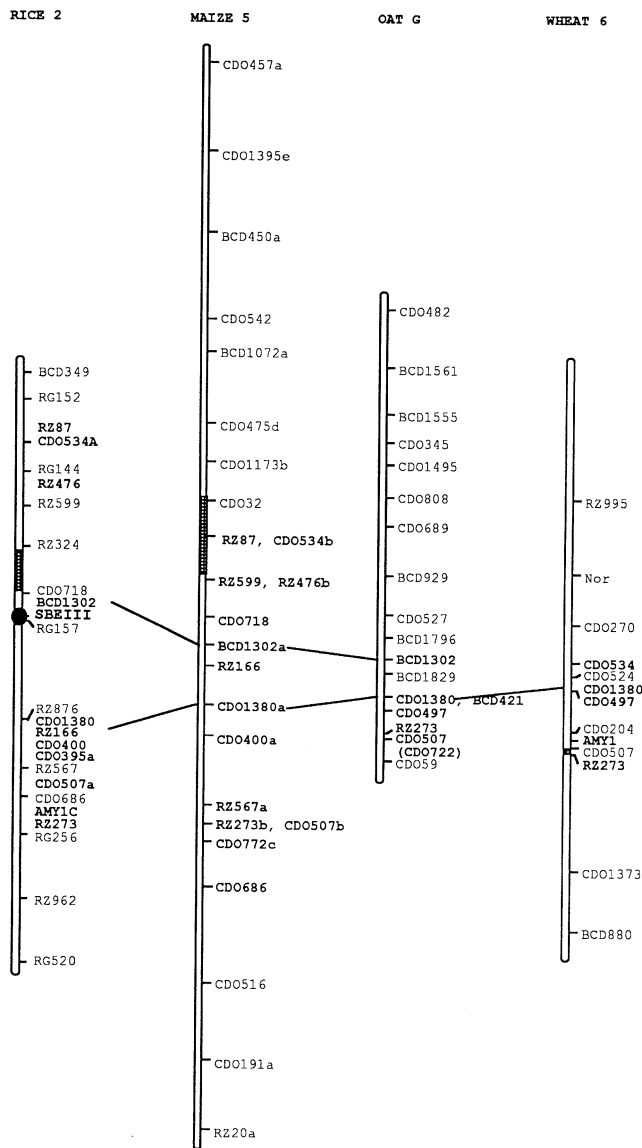 RICE 2
MAIZE 5
OAT G
WHEAT 6
BCD349
RG152
RZ87
CDO534A
RG144
RZ476
RZ599
RZ324
CDO718
BCD1302
SBEIII
RG157
RZ876
CDO1380
RZ166
CDO400
CDO395a
RZ567
CDO507a
CDO686
AMY1C
RZ273
RG256
RZ962
RG520
CDO457a
CDO1395e
BCD450a
CDO542
BCD1072a
CDO475d
CDO1173b
CDO32
RZ87, CDO534b
RZ599, RZ476b
CDO718
BCD1302a
RZ166
CDO1380a
CDO400a
RZ567a
RZ273b, CDO507b
CDO772c
CDO686
CDO516
CDO191a
RZ20a
CDO482
BCD1561
BCD1555
CDO345
CDO1495
CDO808
CDO689
BCD929
CDO527
BCD1796
BCD1302
BCD1829
CDO1380, BCD421
CDO497
RZ273
CDO507
(CDO722)
CDO59
RZ995
Nor
CDO270
CDO534
CDO524
CDO1380
CDO497
CDO204
AMY1
CDO507
RZ273
CDO1373
BCD880